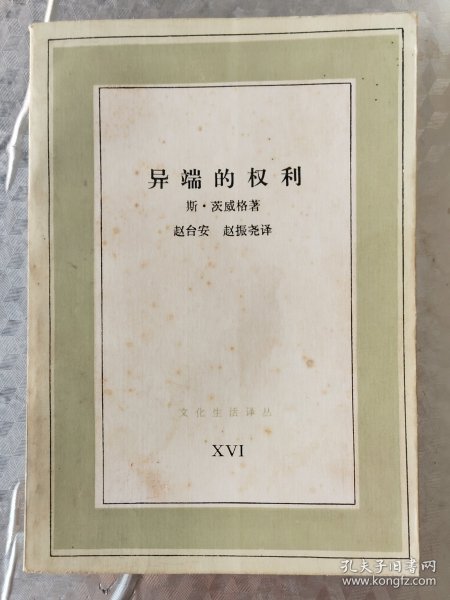 异端的权利
斯·茨威格著
赵台安 赵振尧译
文化生活译丛
XVI
孔夫子旧书网
www.kongfz.com